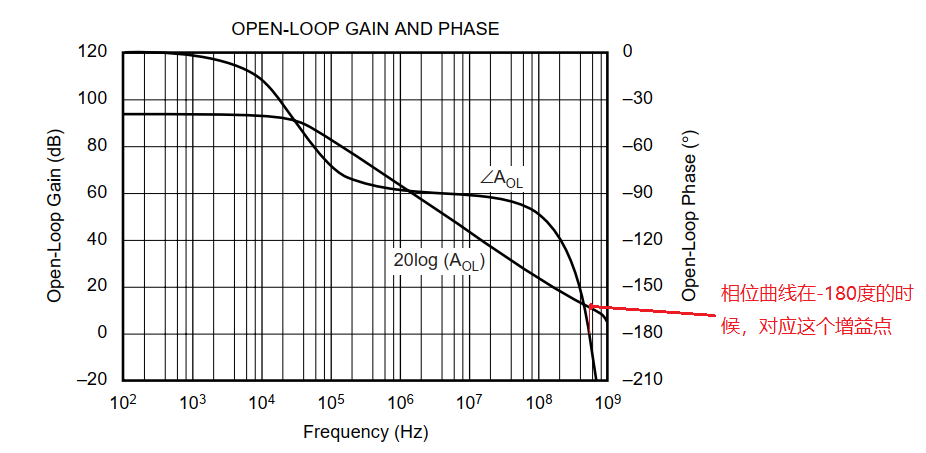 OPEN-LOOP GAIN AND PHASE
120
100
80
60
40
20
0
–20
Open-Loop Gain (dB)
0
–30
–60
–90
–120
–150
–180
–210
Open-Loop Phase (°)
∠A_OL
20log (A_OL)
10² 10³ 10⁴ 10⁵ 10⁶ 10⁷ 10⁸ 10⁹
Frequency (Hz)
相位曲线在-180度的时
候，对应这个增益点